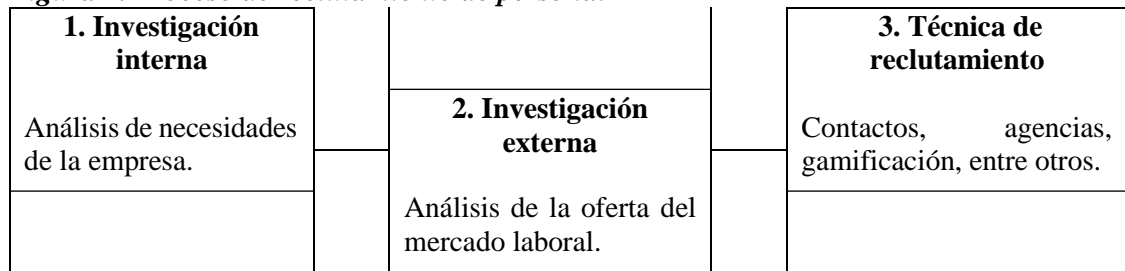 1. Investigación
interna
Análisis de necesidades
de la empresa.
2. Investigación
externa
Análisis de la oferta del
mercado laboral.
3. Técnica de
reclutamiento
Contactos, agencias,
gamificación, entre otros.